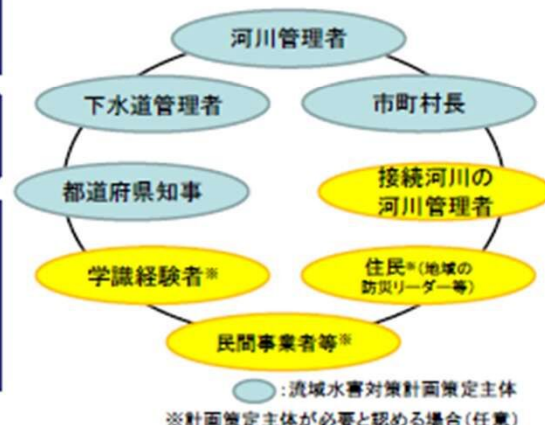 河川管理者
下水道管理者
市町村長
都道府県知事
接続河川の
河川管理者
学識経験者※
住民※(地域の
防災リーダー等)
民間事業者等※
:流域水害対策計画策定主体
※計画策定主体が必要と認める場合(任意)